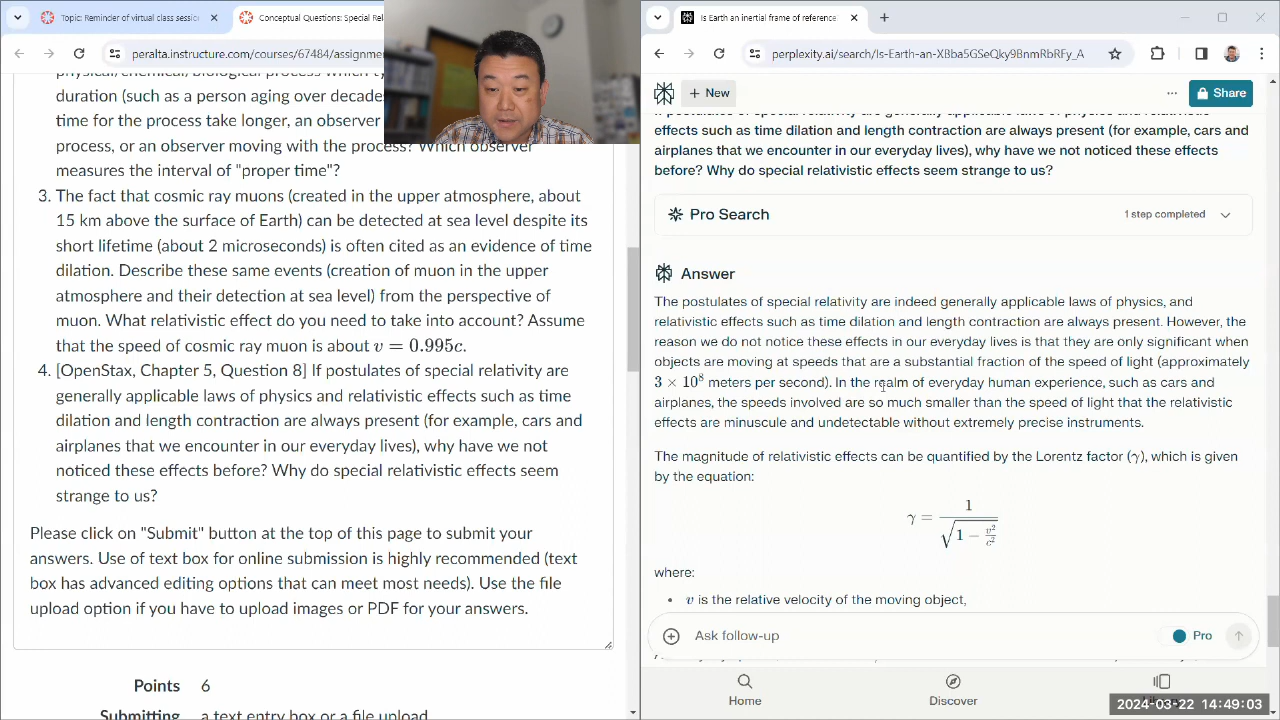 Topic: Reminder of virtual class sessi
Conceptual Questions: Special Rel
peralta.instructure.com/courses/67484/assignme
duration (such as a person aging over decade
time for the process take longer, an observer
process, or an observer moving with the process? Which observer
measures the interval of "proper time"?
3. The fact that cosmic ray muons (created in the upper atmosphere, about
15 km above the surface of Earth) can be detected at sea level despite its
short lifetime (about 2 microseconds) is often cited as an evidence of time
dilation. Describe these same events (creation of muon in the upper
atmosphere and their detection at sea level) from the perspective of
muon. What relativistic effect do you need to take into account? Assume
that the speed of cosmic ray muon is about v = 0.995c.
4. [OpenStax, Chapter 5, Question 8] If postulates of special relativity are
generally applicable laws of physics and relativistic effects such as time
dilation and length contraction are always present (for example, cars and
airplanes that we encounter in our everyday lives), why have we not
noticed these effects before? Why do special relativistic effects seem
strange to us?
Please click on "Submit" button at the top of this page to submit your
answers. Use of text box for online submission is highly recommended (text
box has advanced editing options that can meet most needs). Use the file
upload option if you have to upload images or PDF for your answers.
Points 6
Submitting a text entry box or a file upload
Is Earth an inertial frame of reference
perplexity.ai/search/Is-Earth-an-XBba5GSeQky9BnmRbRFy_
+ New
Share
effects such as time dilation and length contraction are always present (for example, cars and
airplanes that we encounter in our everyday lives), why have we not noticed these effects
before? Why do special relativistic effects seem strange to us?
Pro Search
1 step completed
Answer
The postulates of special relativity are indeed generally applicable laws of physics, and
relativistic effects such as time dilation and length contraction are always present. However, the
reason we do not notice these effects in our everyday lives is that they are only significant when
objects are moving at speeds that are a substantial fraction of the speed of light (approximately
3 × 10⁸ meters per second). In the realm of everyday human experience, such as cars and
airplanes, the speeds involved are so much smaller than the speed of light that the relativistic
effects are minuscule and undetectable without extremely precise instruments.
The magnitude of relativistic effects can be quantified by the Lorentz factor (γ), which is given
by the equation:
γ = 1 / √(1 − v²/c²)
where:
• v is the relative velocity of the moving object,
Ask follow-up
Pro
Home
Discover
2024-03-22 14:49:03